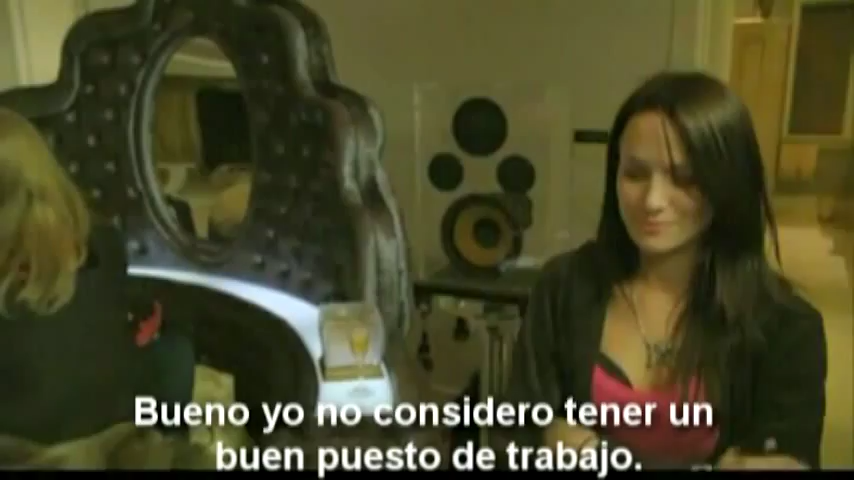 Bueno yo no considero tener un
buen puesto de trabajo.